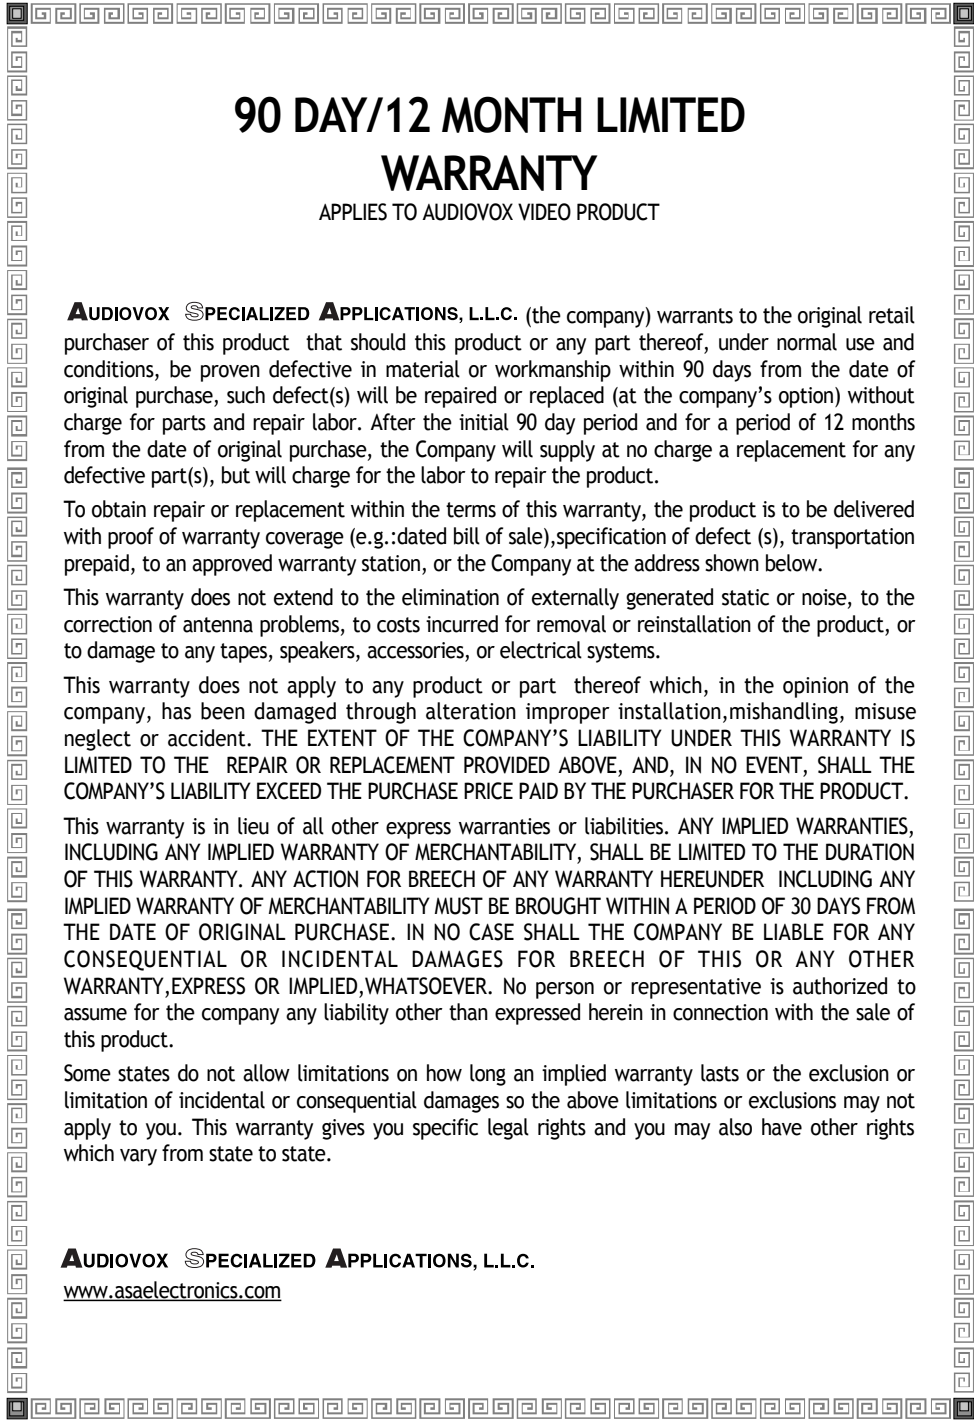 90 DAY/12 MONTH LIMITED
WARRANTY
APPLIES TO AUDIOVOX VIDEO PRODUCT
AUDIOVOX SPECIALIZED APPLICATIONS, L.L.C. (the company) warrants to the original retail
purchaser of this product that should this product or any part thereof, under normal use and
conditions, be proven defective in material or workmanship within 90 days from the date of
original purchase, such defect(s) will be repaired or replaced (at the company's option) without
charge for parts and repair labor. After the initial 90 day period and for a period of 12 months
from the date of original purchase, the Company will supply at no charge a replacement for any
defective part(s), but will charge for the labor to repair the product.
To obtain repair or replacement within the terms of this warranty, the product is to be delivered
with proof of warranty coverage (e.g.:dated bill of sale),specification of defect (s), transportation
prepaid, to an approved warranty station, or the Company at the address shown below.
This warranty does not extend to the elimination of externally generated static or noise, to the
correction of antenna problems, to costs incurred for removal or reinstallation of the product, or
to damage to any tapes, speakers, accessories, or electrical systems.
This warranty does not apply to any product or part thereof which, in the opinion of the
company, has been damaged through alteration improper installation,mishandling, misuse
neglect or accident. THE EXTENT OF THE COMPANY'S LIABILITY UNDER THIS WARRANTY IS
LIMITED TO THE REPAIR OR REPLACEMENT PROVIDED ABOVE, AND, IN NO EVENT, SHALL THE
COMPANY'S LIABILITY EXCEED THE PURCHASE PRICE PAID BY THE PURCHASER FOR THE PRODUCT.
This warranty is in lieu of all other express warranties or liabilities. ANY IMPLIED WARRANTIES,
INCLUDING ANY IMPLIED WARRANTY OF MERCHANTABILITY, SHALL BE LIMITED TO THE DURATION
OF THIS WARRANTY. ANY ACTION FOR BREECH OF ANY WARRANTY HEREUNDER INCLUDING ANY
IMPLIED WARRANTY OF MERCHANTABILITY MUST BE BROUGHT WITHIN A PERIOD OF 30 DAYS FROM
THE DATE OF ORIGINAL PURCHASE. IN NO CASE SHALL THE COMPANY BE LIABLE FOR ANY
CONSEQUENTIAL OR INCIDENTAL DAMAGES FOR BREECH OF THIS OR ANY OTHER
WARRANTY,EXPRESS OR IMPLIED,WHATSOEVER. No person or representative is authorized to
assume for the company any liability other than expressed herein in connection with the sale of
this product.
Some states do not allow limitations on how long an implied warranty lasts or the exclusion or
limitation of incidental or consequential damages so the above limitations or exclusions may not
apply to you. This warranty gives you specific legal rights and you may also have other rights
which vary from state to state.
AUDIOVOX SPECIALIZED APPLICATIONS, L.L.C.
www.asaelectronics.com